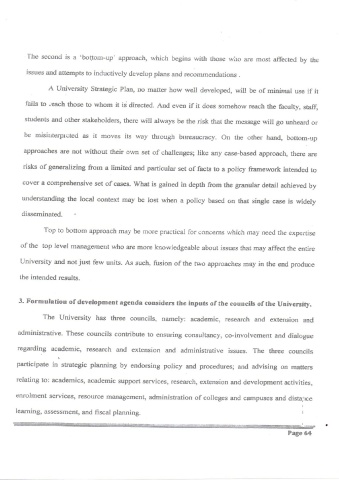 The second is a 'bottom-up' approach, which begins with those who are most affected by the
issues and attempts to inductively develop plans and recommendations .
A University Strategic Plan, no matter how well developed, will be of minimal use if it
fails to reach those to whom it is directed. And even if it does somehow reach the faculty, staff,
students and other stakeholders, there will always be the risk that the message will go unheard or
be misinterpreted as it moves its way through bureaucracy. On the other hand, bottom-up
approaches are not without their own set of challenges; like any case-based approach, there are
risks of generalizing from a limited and particular set of facts to a policy framework intended to
cover a comprehensive set of cases. What is gained in depth from the granular detail achieved by
understanding the local context may be lost when a policy based on that single case is widely
disseminated.
Top to bottom approach may be more practical for concerns which may need the expertise
of the top level management who are more knowledgeable about issues that may affect the entire
University and not just few units. As such, fusion of the two approaches may in the end produce
the intended results.
3. Formulation of development agenda considers the inputs of the councils of the University.
The University has three councils, namely: academic, research and extension and
administrative. These councils contribute to ensuring consultancy, co-involvement and dialogue
regarding academic, research and extension and administrative issues. The three councils
participate in strategic planning by endorsing policy and procedures; and advising on matters
relating to: academics, academic support services, research, extension and development activities,
enrolment services, resource management, administration of colleges and campuses and distance
learning, assessment, and fiscal planning.
Page 64